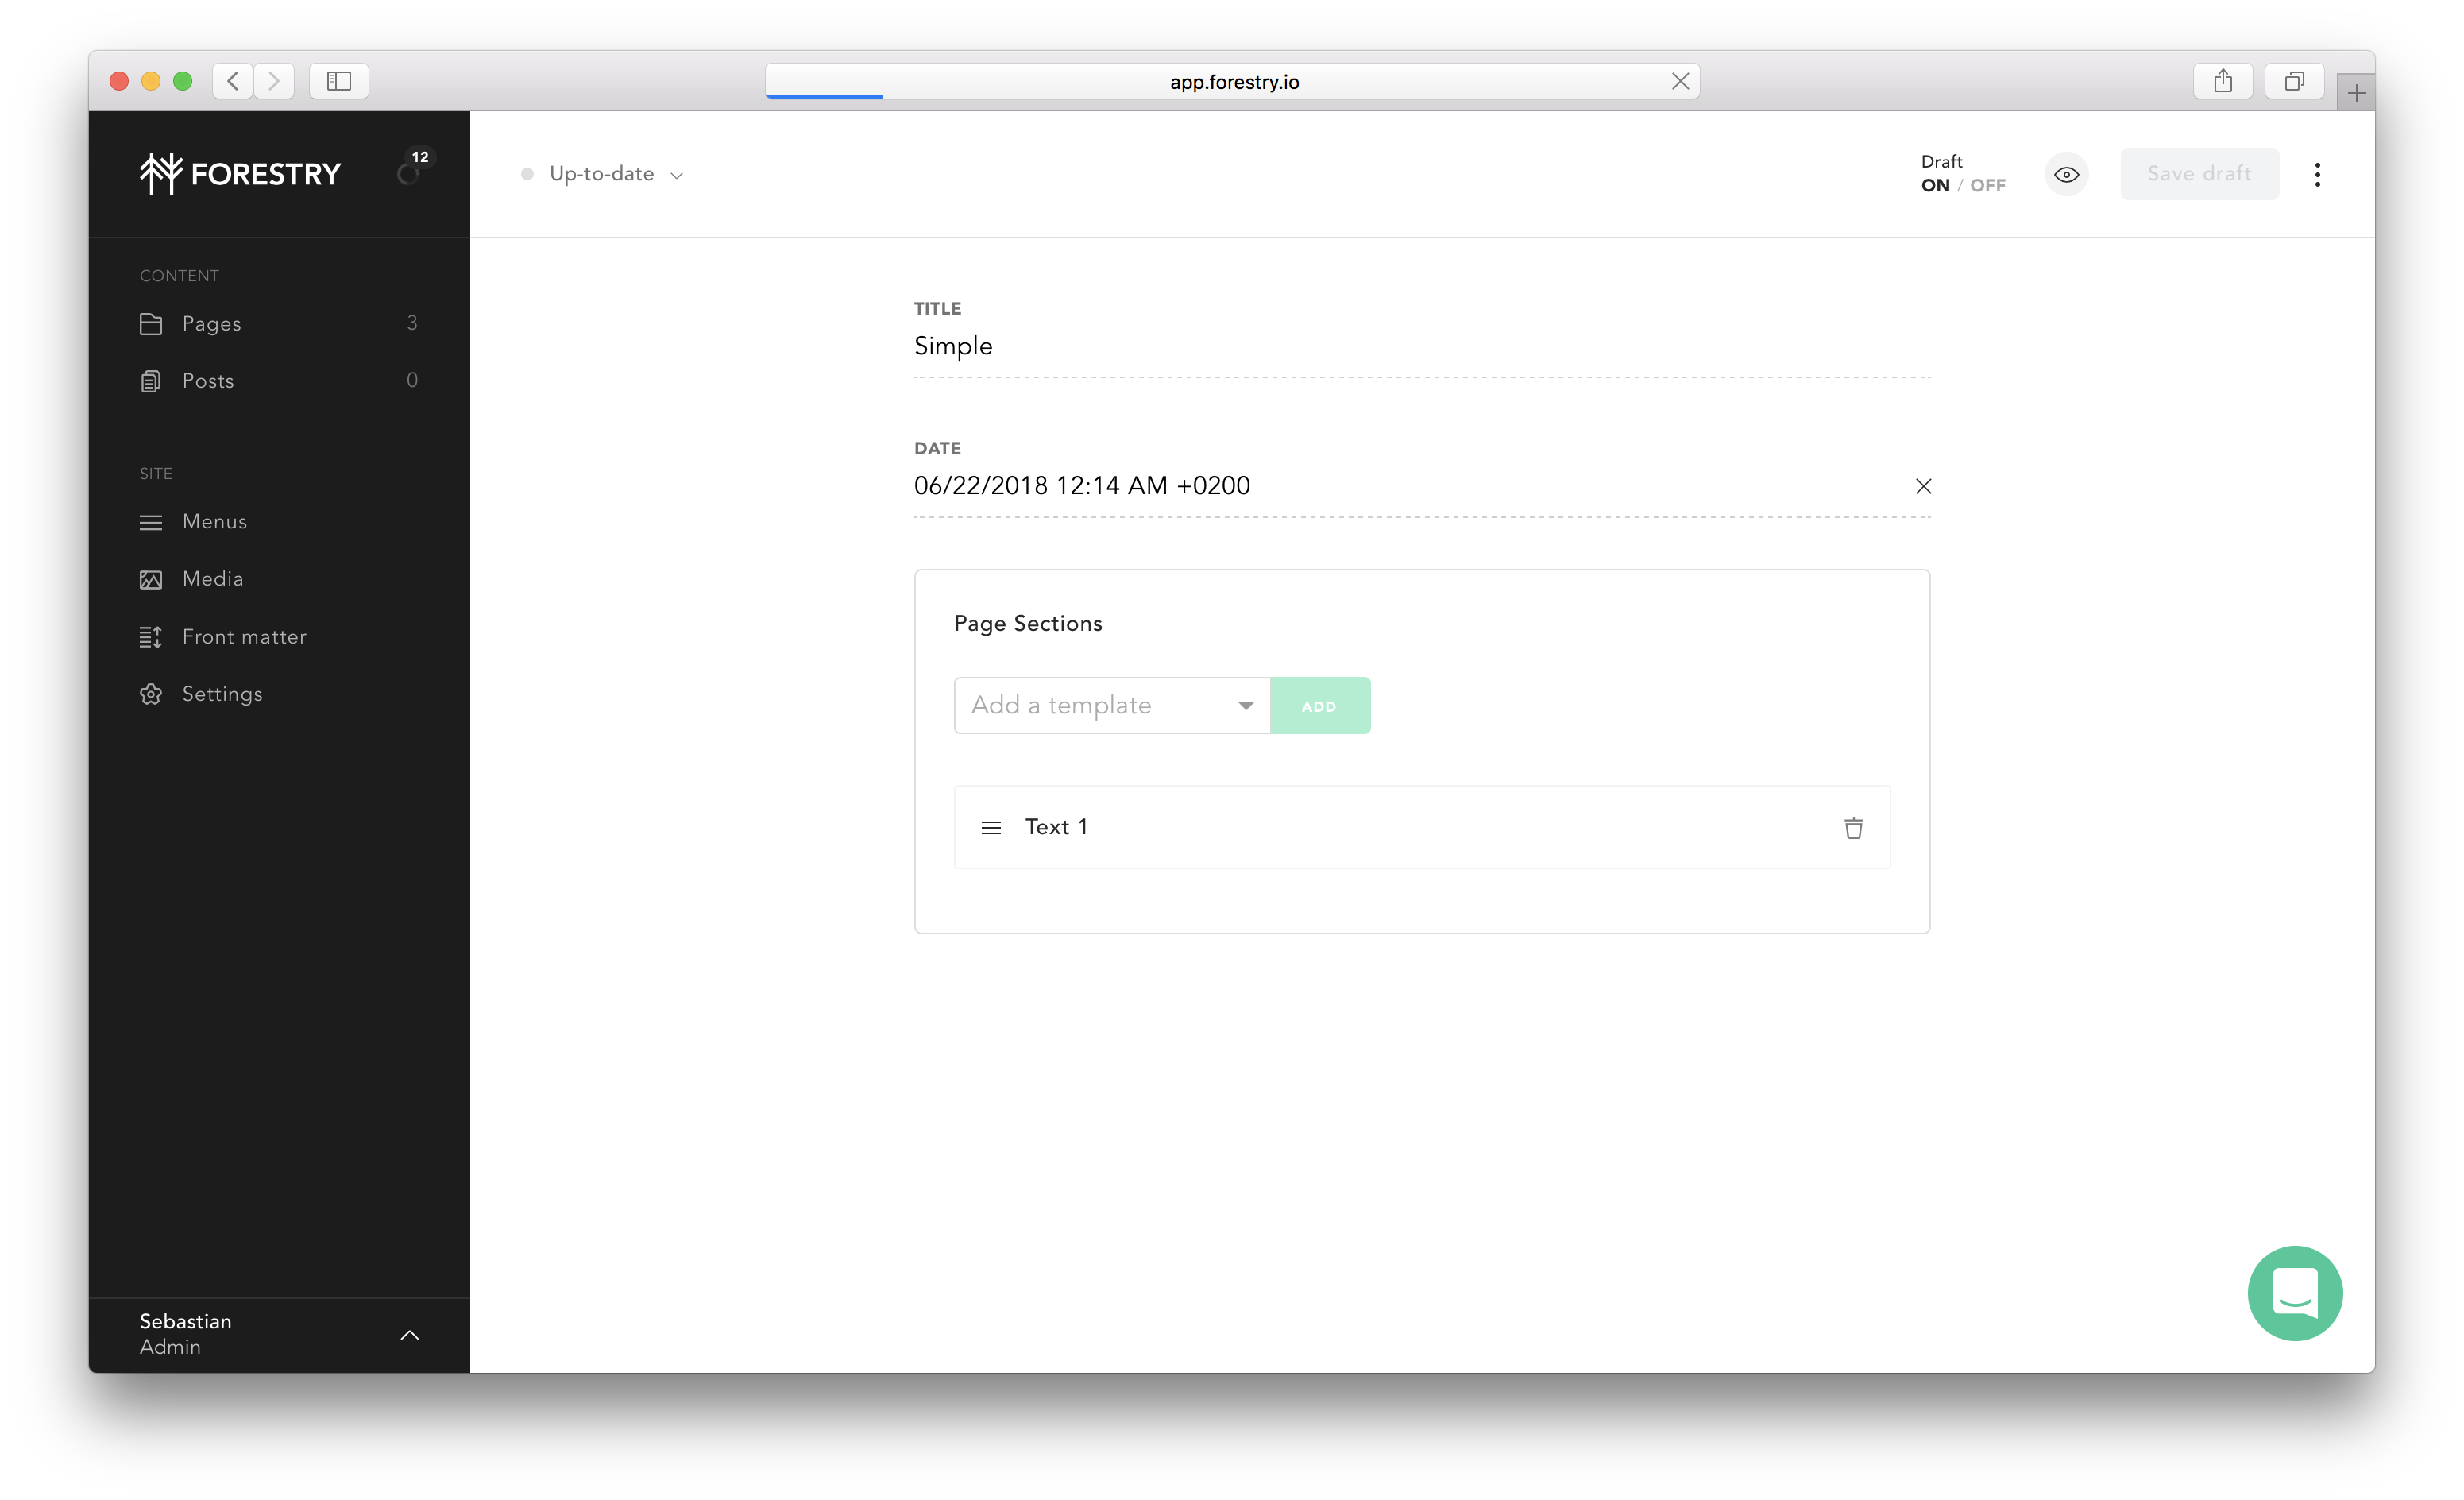 app.forestry.io
FORESTRY
12
Up-to-date
Draft
ON / OFF
Save draft
CONTENT
Pages 3
Posts 0
SITE
Menus
Media
Front matter
Settings
TITLE
Simple
DATE
06/22/2018 12:14 AM +0200
Page Sections
Add a template
ADD
Text 1
Sebastian
Admin